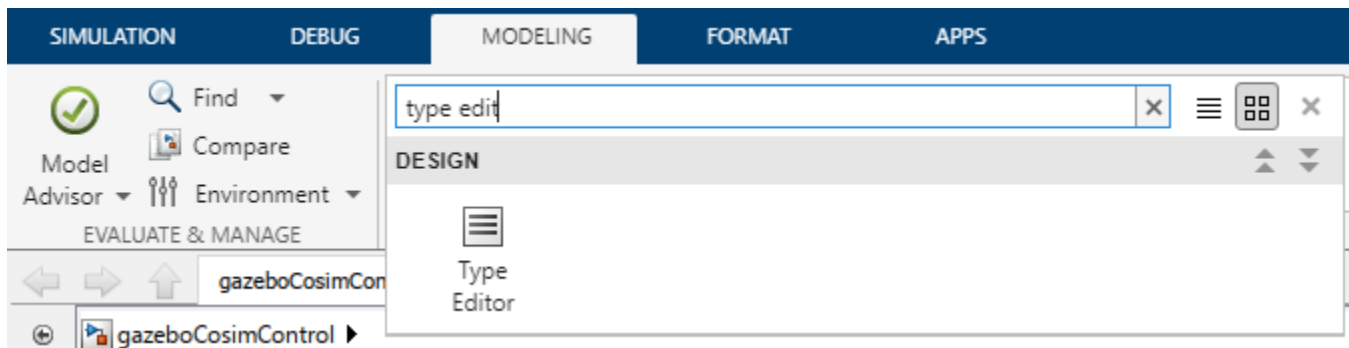 SIMULATION DEBUG MODELING FORMAT APPS
Find
type edit
Compare
Model
Advisor
DESIGN
Environment
EVALUATE & MANAGE
Type
Editor
gazeboCosimCon
gazeboCosimControl